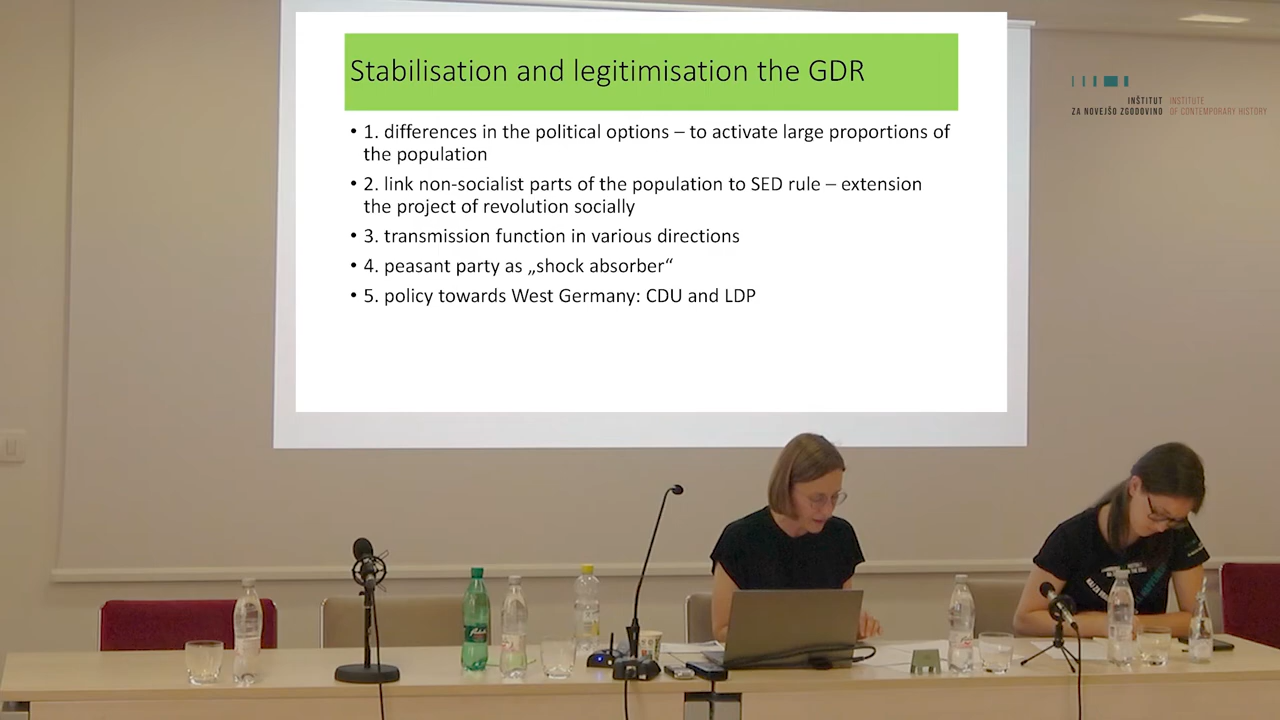 Stabilisation and legitimisation the GDR
• 1. differences in the political options – to activate large proportions of
the population
• 2. link non-socialist parts of the population to SED rule – extension
the project of revolution socially
• 3. transmission function in various directions
• 4. peasant party as „shock absorber“
• 5. policy towards West Germany: CDU and LDP
INŠTITUT INSTITUTE
ZA NOVEJŠO ZGODOVINO OF CONTEMPORARY HISTORY